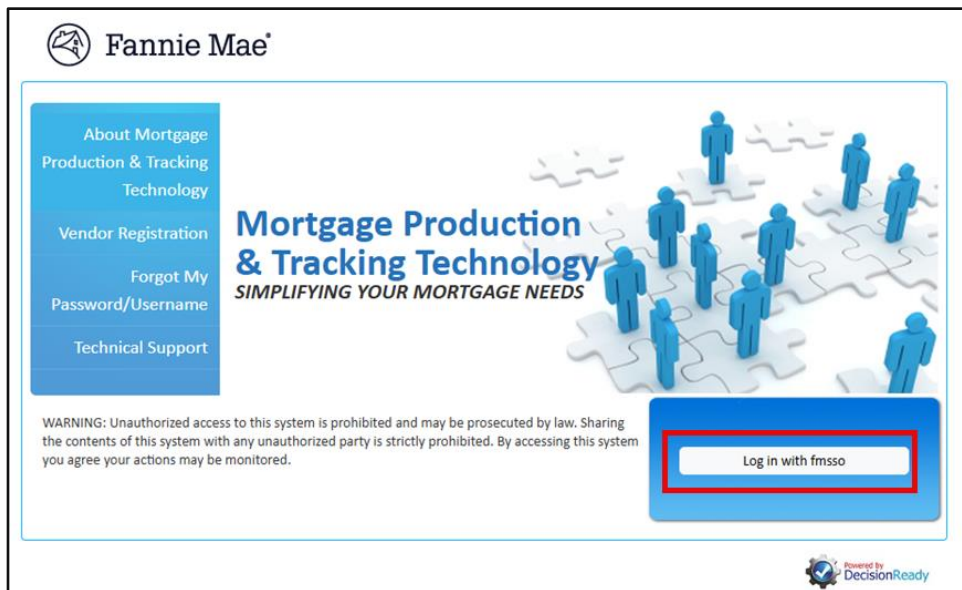 Fannie Mae®
About Mortgage
Production & Tracking
Technology
Vendor Registration
Forgot My
Password/Username
Technical Support
Mortgage Production
& Tracking Technology
SIMPLIFYING YOUR MORTGAGE NEEDS
WARNING: Unauthorized access to this system is prohibited and may be prosecuted by law. Sharing
the contents of this system with any unauthorized party is strictly prohibited. By accessing this system
you agree your actions may be monitored.
Log in with fmsso
Powered by
DecisionReady